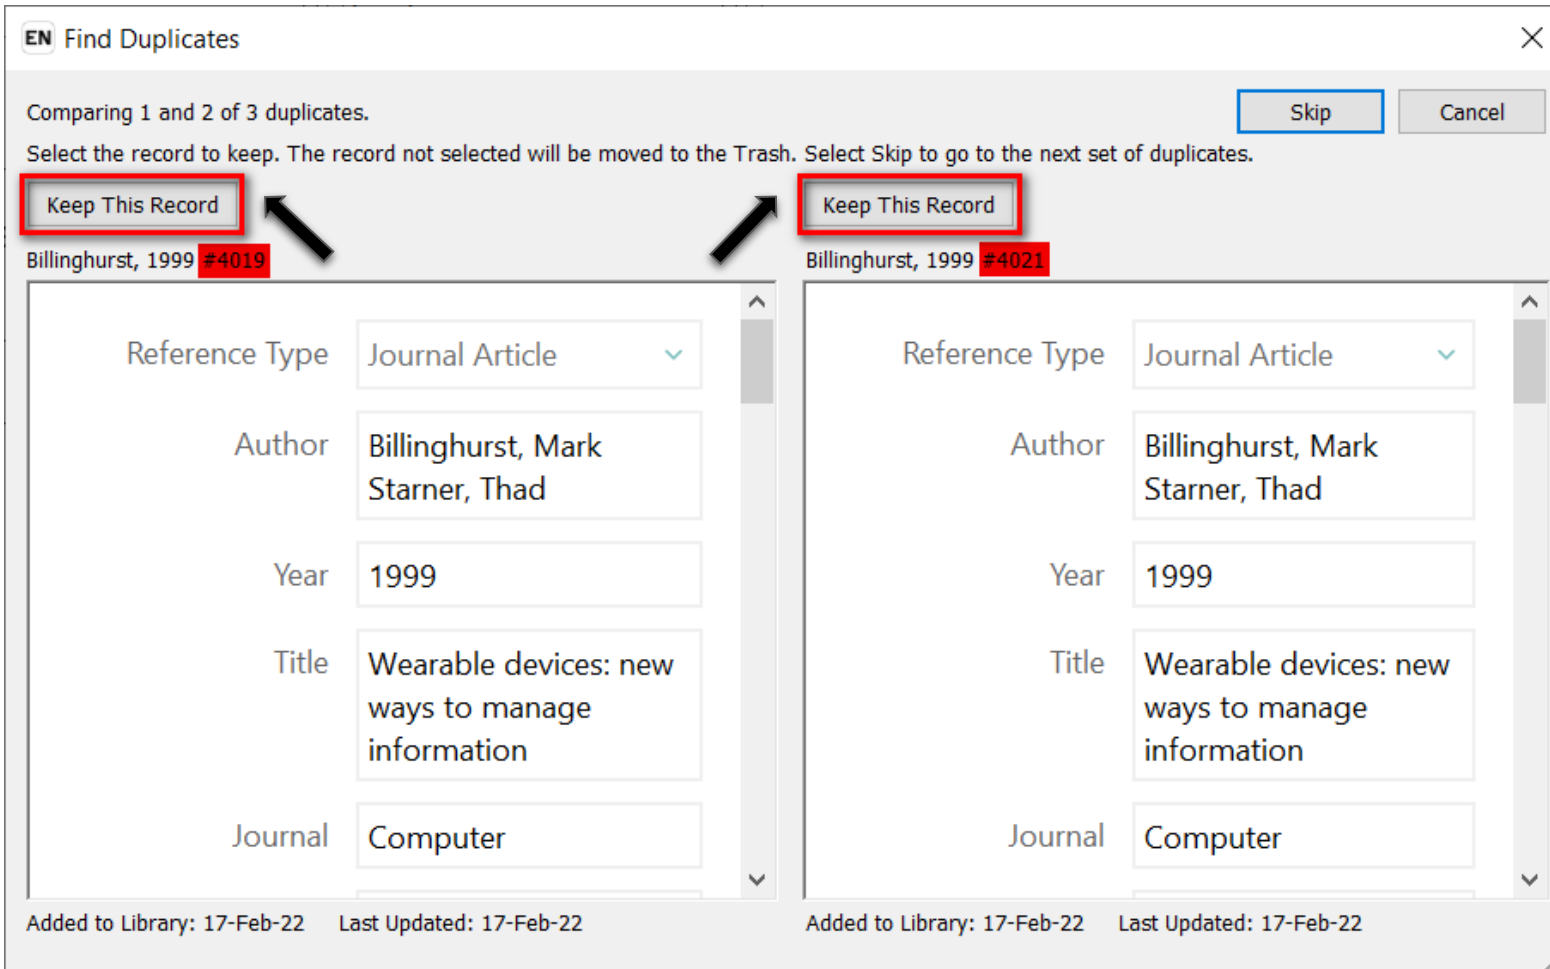 EN Find Duplicates
Comparing 1 and 2 of 3 duplicates.
Skip
Cancel
Select the record to keep. The record not selected will be moved to the Trash. Select Skip to go to the next set of duplicates.
Keep This Record
Billinghurst, 1999 #4019
Reference Type Journal Article
Author Billinghurst, Mark
Starner, Thad
Year 1999
Title Wearable devices: new
ways to manage
information
Journal Computer
Added to Library: 17-Feb-22 Last Updated: 17-Feb-22
Keep This Record
Billinghurst, 1999 #4021
Reference Type Journal Article
Author Billinghurst, Mark
Starner, Thad
Year 1999
Title Wearable devices: new
ways to manage
information
Journal Computer
Added to Library: 17-Feb-22 Last Updated: 17-Feb-22